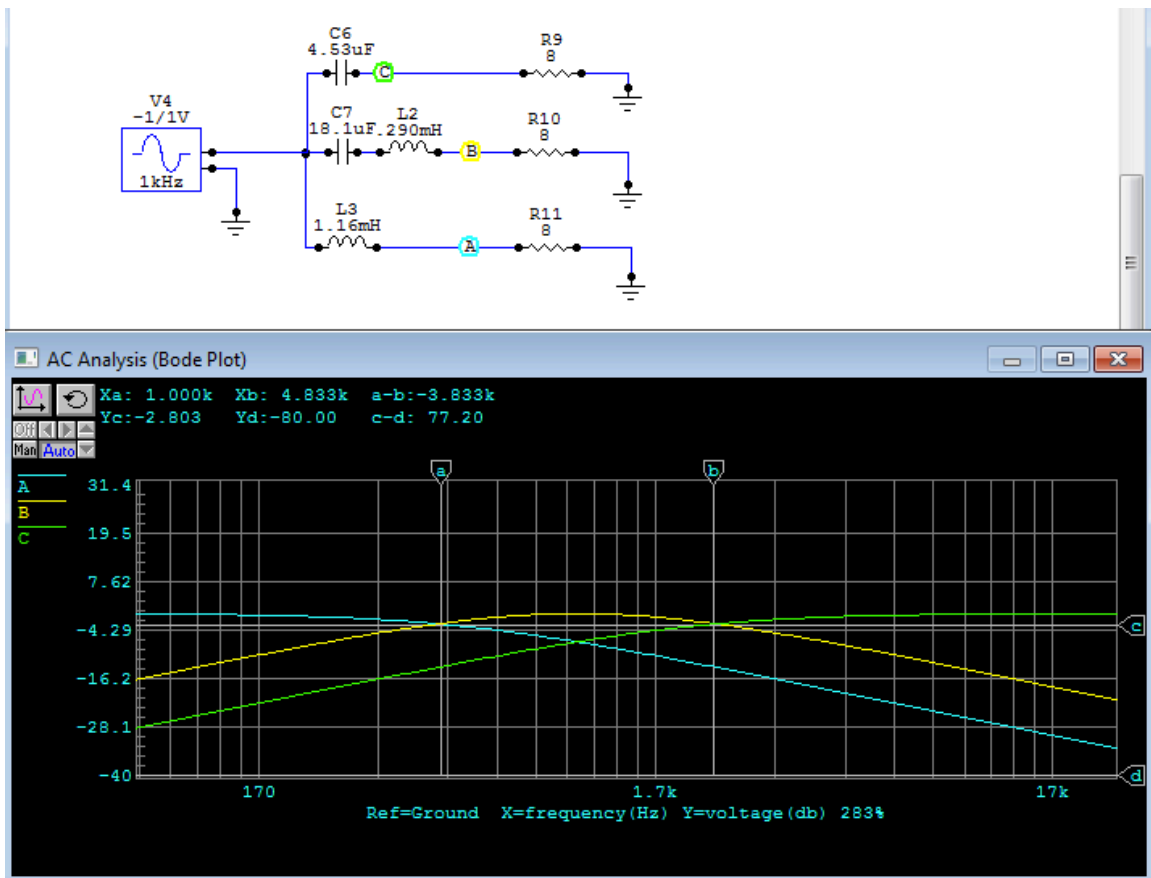 C6
4.53uF
C
R9
8
V4
-1/1V
1kHz
C7
18.1uF
L2
.290mH
B
R10
8
L3
1.16mH
A
R11
8
AC Analysis (Bode Plot)
Xa: 1.000k Xb: 4.833k a-b:-3.833k
Yc:-2.803 Yd:-80.00 c-d: 77.20
Off
Man Auto
a
b
A
B
C
31.4
19.5
7.62
-4.29
-16.2
-28.1
-40
c
d
170
1.7k
17k
Ref=Ground X=frequency(Hz) Y=voltage(db) 283%